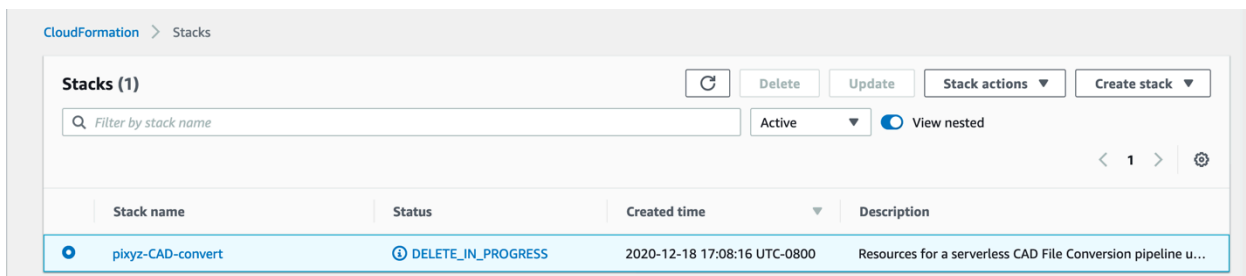 CloudFormation > Stacks
Stacks (1)
Delete
Update
Stack actions
Create stack
Filter by stack name
Active
View nested
1
Stack name Status Created time Description
pixyz-CAD-convert DELETE_IN_PROGRESS 2020-12-18 17:08:16 UTC-0800 Resources for a serverless CAD File Conversion pipeline u...